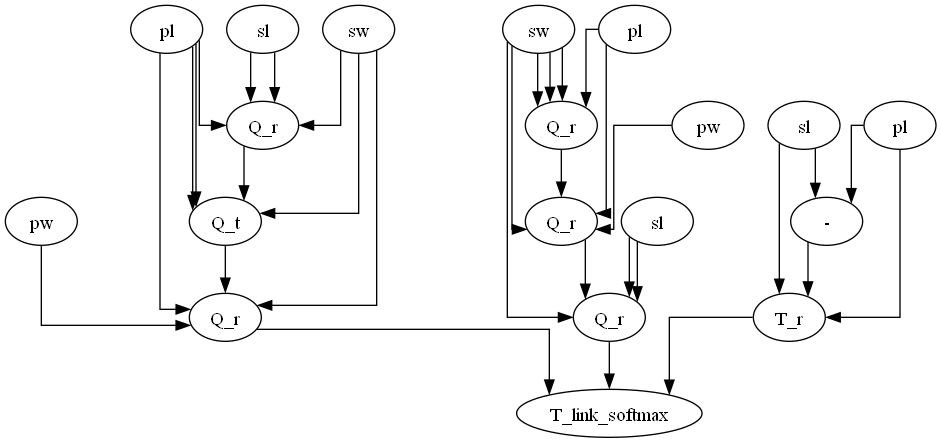 pl sl sw sw pl
Q_r Q_r pw sl pl
pw Q_t Q_r sl -
Q_r Q_r T_r
T_link_softmax